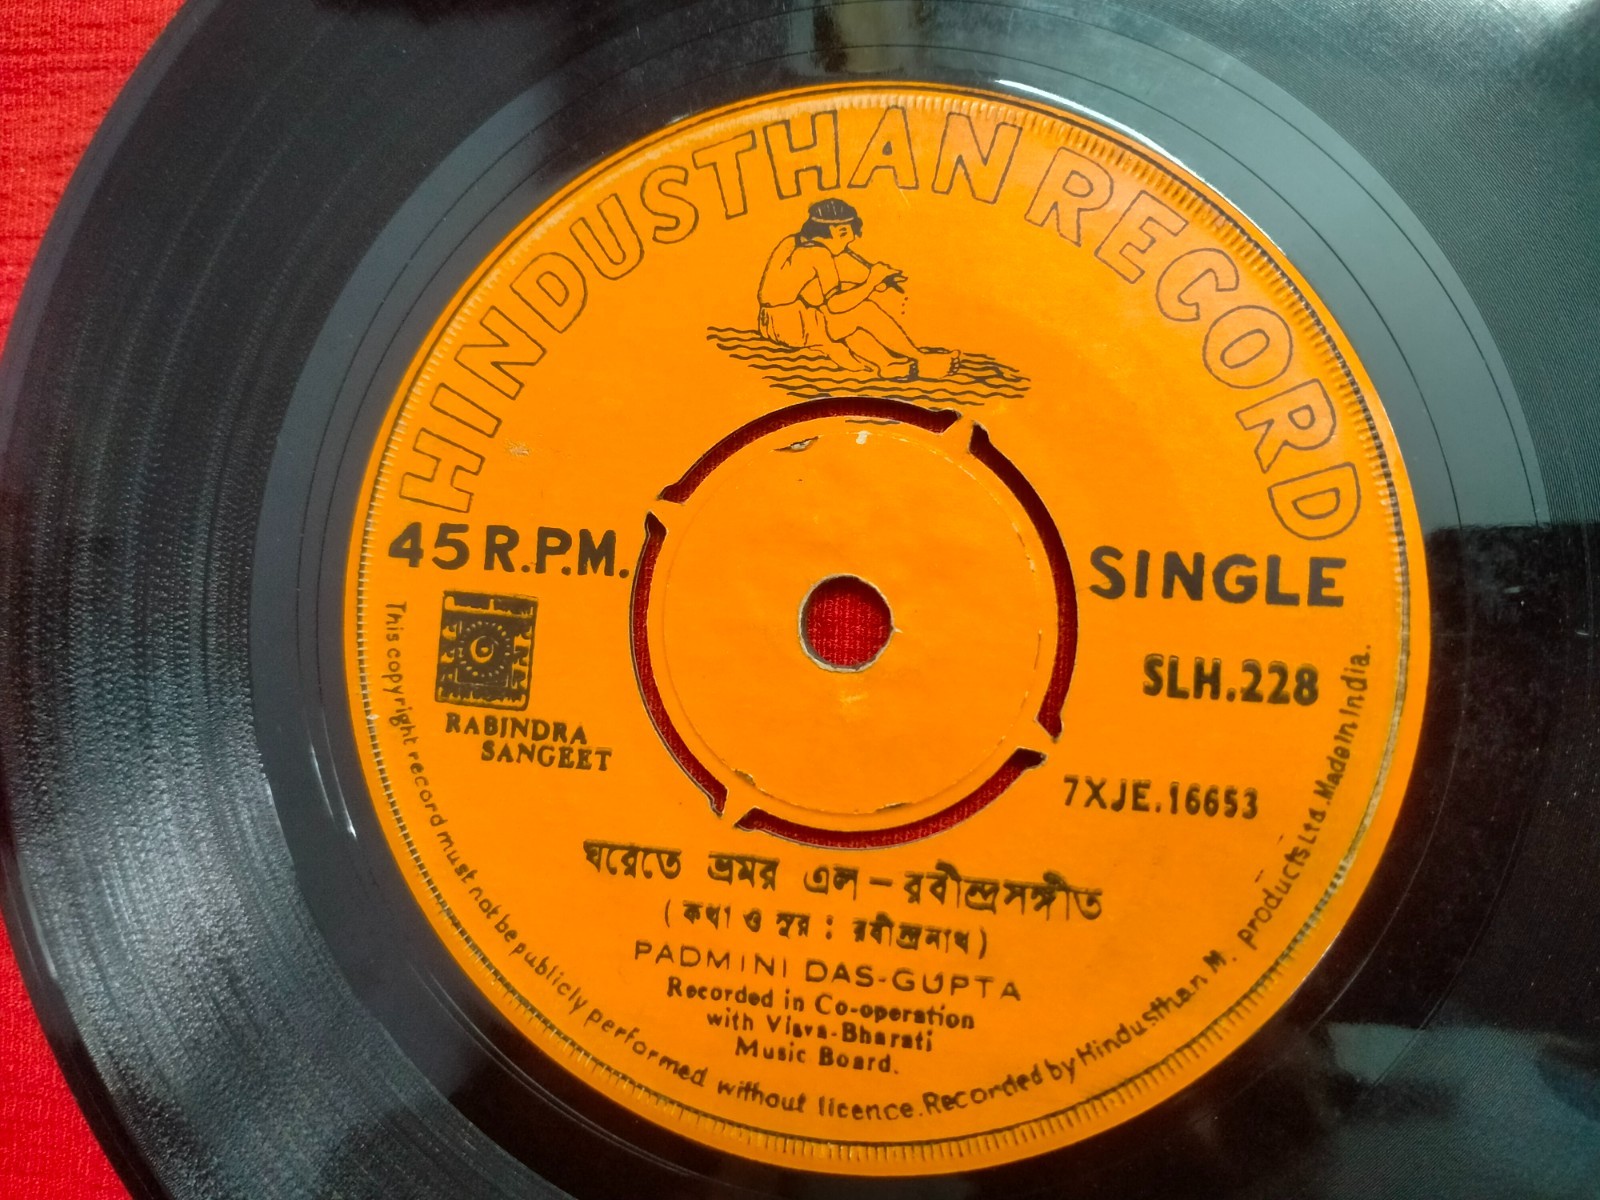 HINDUSTHAN RECORD
45 R.P.M.
SINGLE
RABINDRA
SANGEET
SLH.228
7XJE.16653
ঘরেতে ভ্রমর এল – রবীন্দ্রসঙ্গীত
( কথা ও সুর : রবীন্দ্রনাথ )
PADMINI DAS-GUPTA
Recorded in Co-operation
with Visva-Bharati
Music Board.
This copyright record must not be publicly performed without licence. Recorded by Hindusthan M. products Ltd. Made In India.